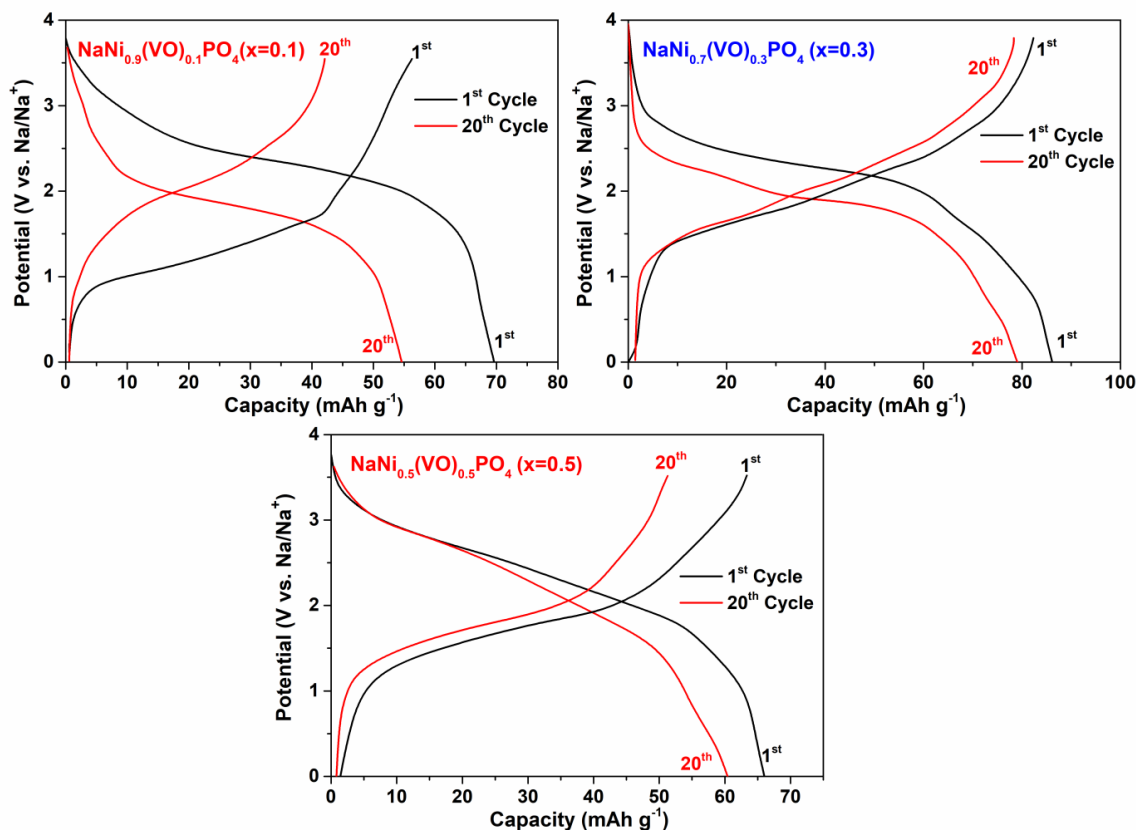 NaNi0.9(VO)0.1PO4(x=0.1)
20th
1st
1st Cycle
20th Cycle
20th
1st
4
3
2
1
0
0 10 20 30 40 50 60 70 80
Potential (V vs. Na/Na+)
Capacity (mAh g-1)
NaNi0.7(VO)0.3PO4 (x=0.3)
20th
1st
1st Cycle
20th Cycle
20th
1st
4
3
2
1
0
0 20 40 60 80 100
Potential (V vs. Na/Na+)
Capacity (mAh g-1)
NaNi0.5(VO)0.5PO4 (x=0.5)
20th
1st
1st Cycle
20th Cycle
20th
1st
4
3
2
1
0
0 10 20 30 40 50 60 70
Potential (V vs. Na/Na+)
Capacity (mAh g-1)